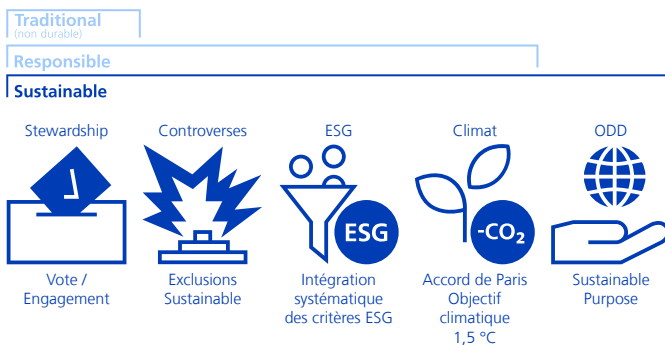 Traditional
(non durable)
Responsible
Sustainable
Stewardship
Controverses
ESG
Climat
ODD
ESG
-CO₂
Vote /
Engagement
Exclusions
Sustainable
Intégration
systématique
des critères ESG
Accord de Paris
Objectif
climatique
1,5 °C
Sustainable
Purpose